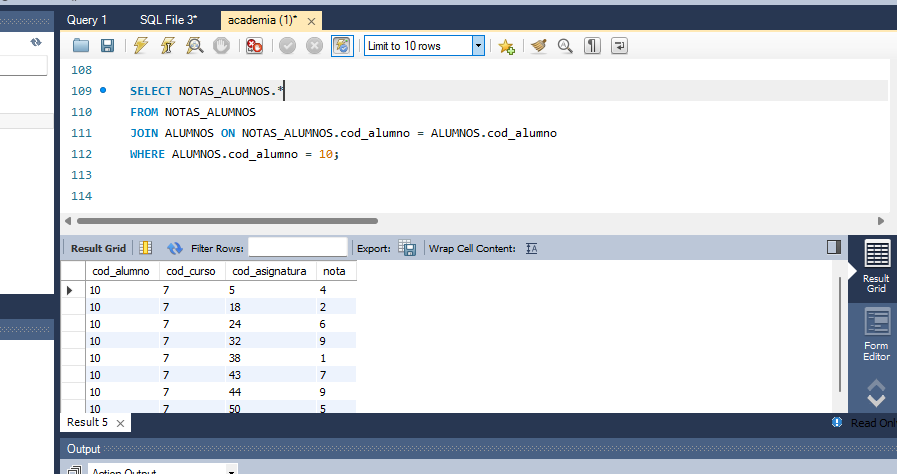 Query 1 SQL File 3* academia (1)*
Limit to 10 rows
108
109 SELECT NOTAS_ALUMNOS.*
110 FROM NOTAS_ALUMNOS
111 JOIN ALUMNOS ON NOTAS_ALUMNOS.cod_alumno = ALUMNOS.cod_alumno
112 WHERE ALUMNOS.cod_alumno = 10;
113
114
Result Grid Filter Rows: Export: Wrap Cell Content: IA
cod_alumno cod_curso cod_asignatura nota
10 7 5 4
10 7 18 2
10 7 24 6
10 7 32 9
10 7 38 1
10 7 43 7
10 7 44 9
10 7 50 5
Result
Grid
Form
Editor
Result 5 Read Onl
Output
Action Output